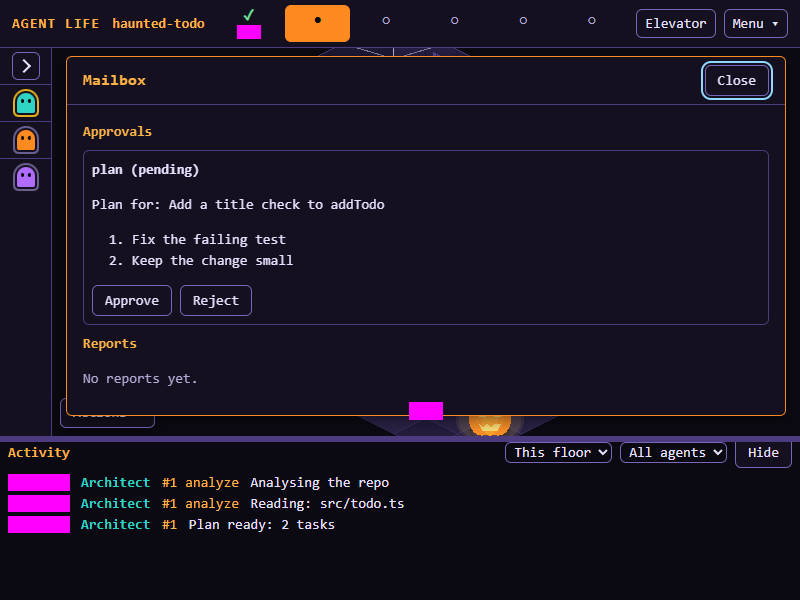 AGENT LIFE haunted-todo ✓ Elevator Menu
Mailbox Close
Approvals
plan (pending)
Plan for: Add a title check to addTodo
1. Fix the failing test
2. Keep the change small
Approve Reject
Reports
No reports yet.
Activity This floor All agents Hide
Architect #1 analyze Analysing the repo
Architect #1 analyze Reading: src/todo.ts
Architect #1 Plan ready: 2 tasks